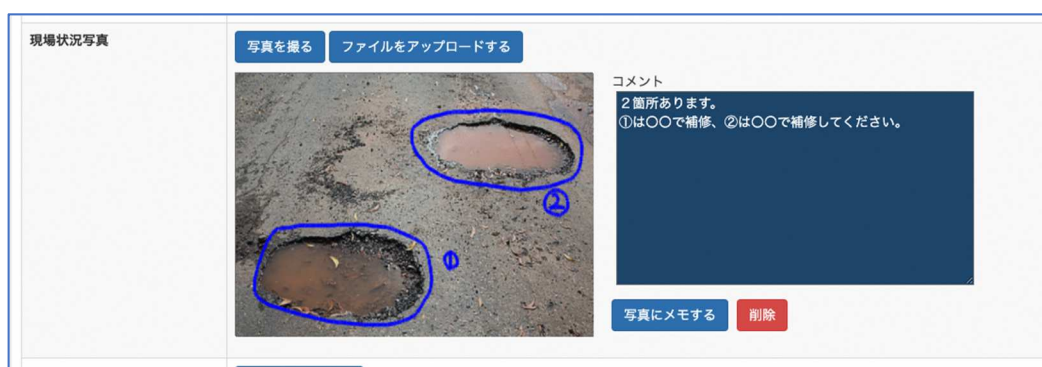 現場状況写真
写真を撮る ファイルをアップロードする
コメント
2箇所あります。
①は〇〇で補修、②は〇〇で補修してください。
②
①
写真にメモする 削除